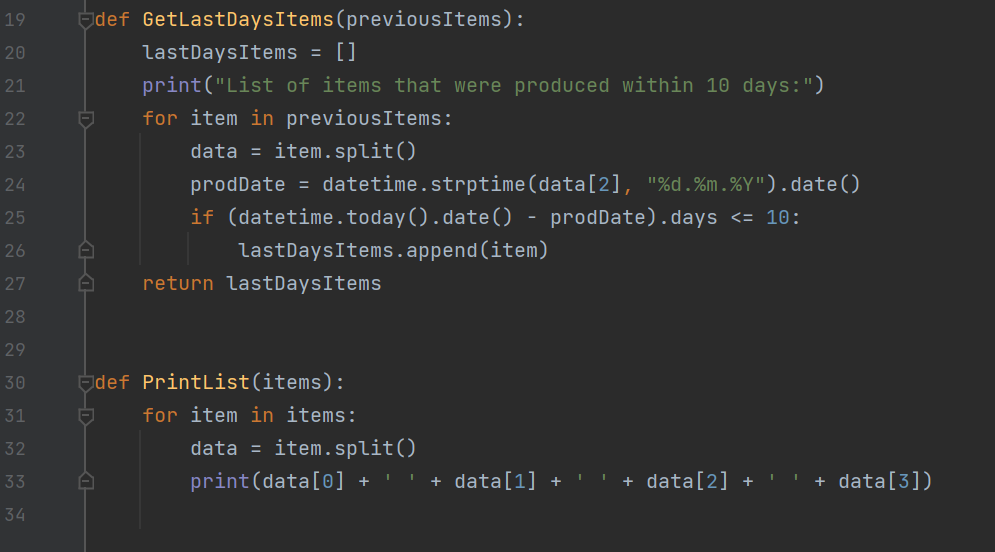 19 def GetLastDaysItems(previousItems):
20     lastDaysItems = []
21     print("List of items that were produced within 10 days:")
22     for item in previousItems:
23         data = item.split()
24         prodDate = datetime.strptime(data[2], "%d.%m.%Y").date()
25         if (datetime.today().date() - prodDate).days <= 10:
26             lastDaysItems.append(item)
27     return lastDaysItems
28
29
30 def PrintList(items):
31     for item in items:
32         data = item.split()
33         print(data[0] + ' ' + data[1] + ' ' + data[2] + ' ' + data[3])
34